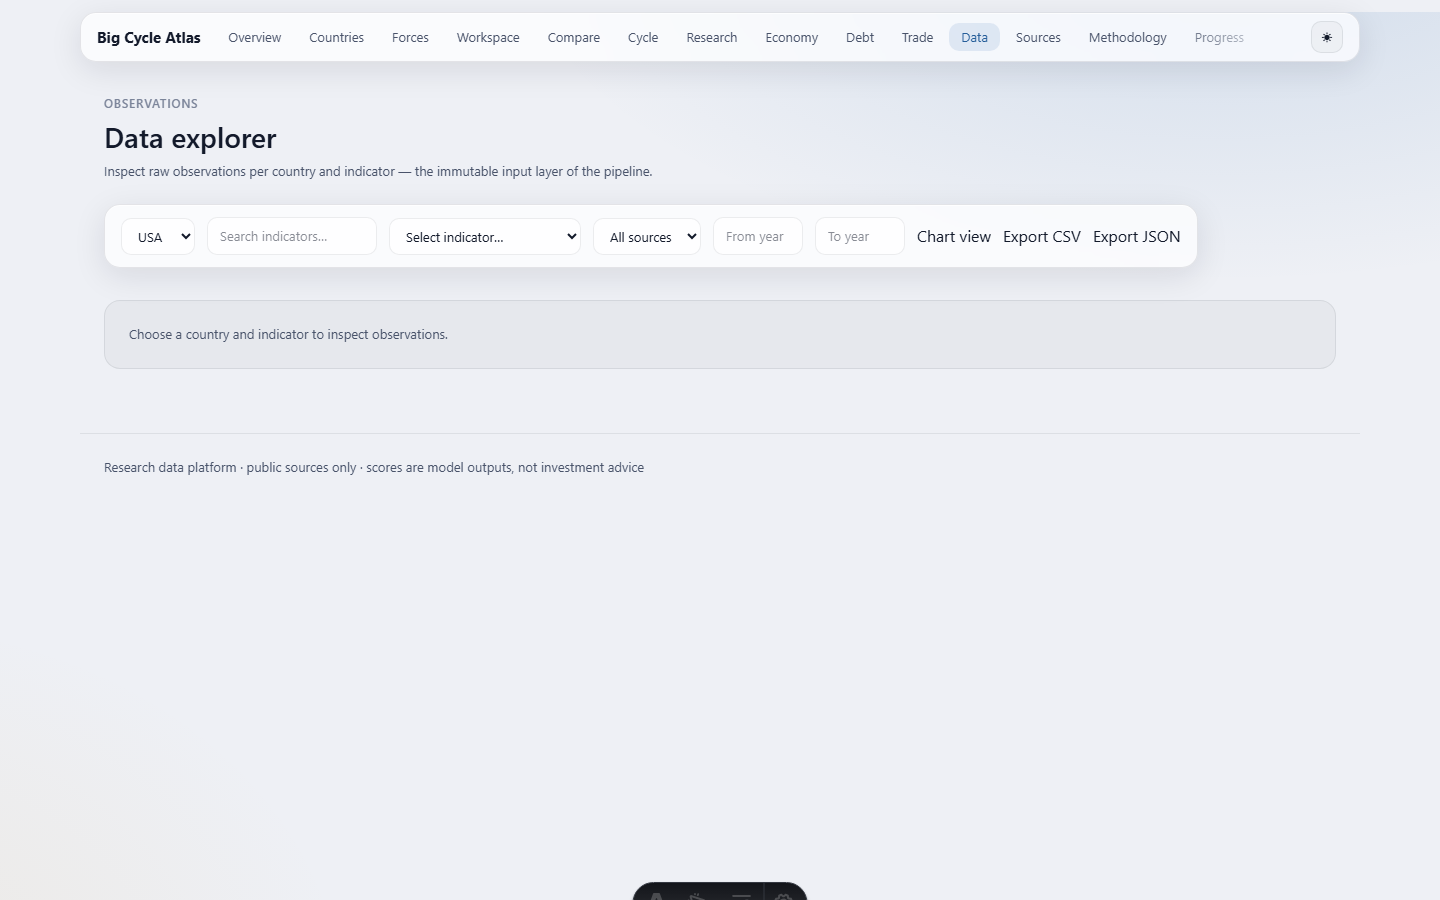 Big Cycle Atlas Overview Countries Forces Workspace Compare Cycle Research Economy Debt Trade Data Sources Methodology Progress
OBSERVATIONS
Data explorer
Inspect raw observations per country and indicator — the immutable input layer of the pipeline.
USA Search indicators... Select indicator... All sources From year To year Chart view Export CSV Export JSON
Choose a country and indicator to inspect observations.
Research data platform · public sources only · scores are model outputs, not investment advice